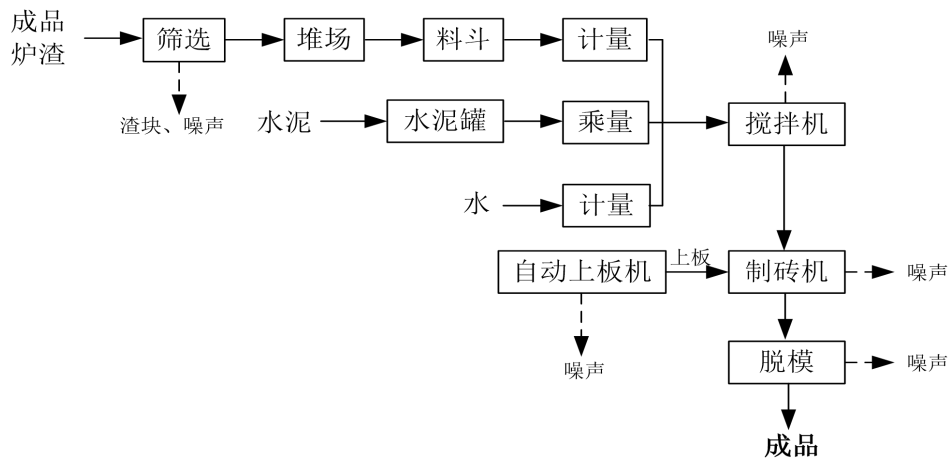 成品
炉渣
筛选
堆场
料斗
计量
噪声
渣块、噪声
水泥
水泥罐
乘量
搅拌机
水
计量
自动上板机
上板
制砖机
噪声
噪声
脱模
噪声
成品